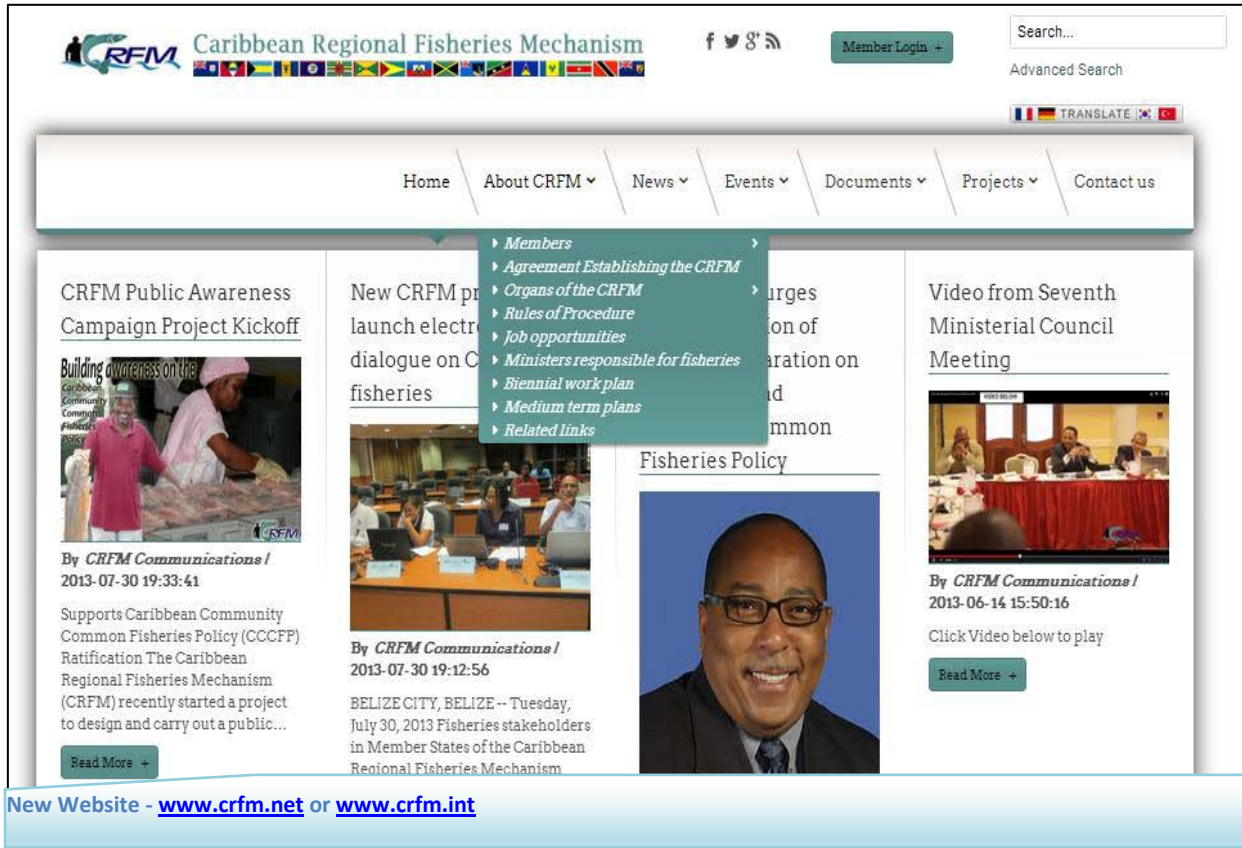 CRFM
Caribbean Regional Fisheries Mechanism
Member Login +
Search...
Advanced Search
TRANSLATE
Home
About CRFM
News
Events
Documents
Projects
Contact us
Members
Agreement Establishing the CRFM
Organs of the CRFM
Rules of Procedure
Job opportunities
Ministers responsible for fisheries
Biennial work plan
Medium term plans
Related links
CRFM Public Awareness
Campaign Project Kickoff
Building awareness on the
Caribbean
Community
Common
Fisheries
Policy
CRFM
By CRFM Communications /
2013-07-30 19:33:41
Supports Caribbean Community
Common Fisheries Policy (CCCFP)
Ratification The Caribbean
Regional Fisheries Mechanism
(CRFM) recently started a project
to design and carry out a public...
Read More +
New CRFM
launch
dialogue on
fisheries
By CRFM Communications /
2013-07-30 19:12:56
BELIZE CITY, BELIZE -- Tuesday,
July 30, 2013 Fisheries stakeholders
in Member States of the Caribbean
Regional Fisheries Mechanism
urges
of
on
Fisheries Policy
Video from Seventh
Ministerial Council
Meeting
VIDEO BELOW
CRFM
By CRFM Communications /
2013-06-14 15:50:16
Click Video below to play
Read More +
New Website - www.crfm.net or www.crfm.int